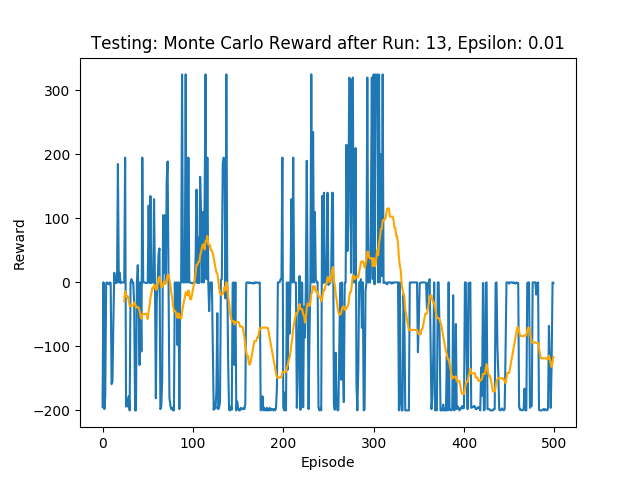 Testing: Monte Carlo Reward after Run: 13, Epsilon: 0.01
300
200
100
0
−100
−200
Reward
0 100 200 300 400 500
Episode